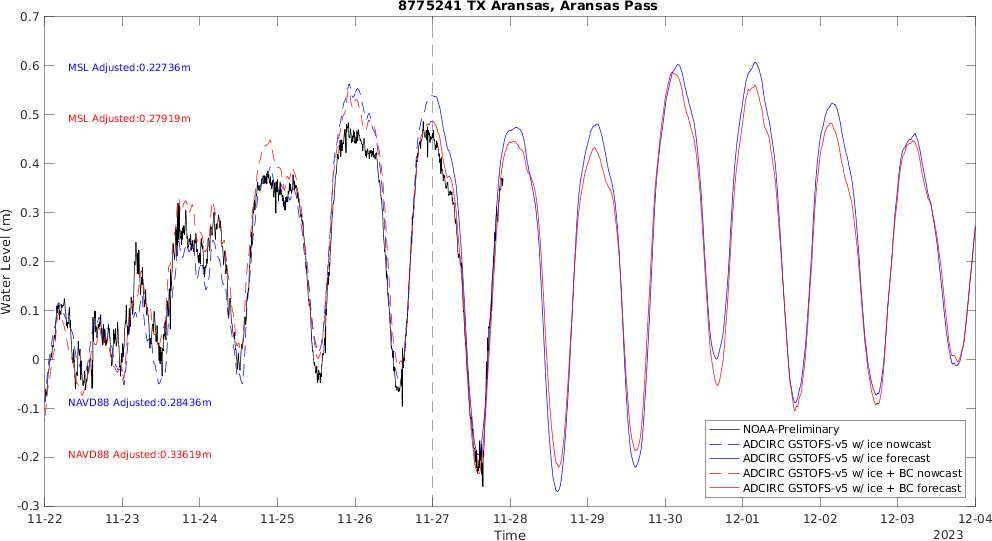 8775241 TX Aransas, Aransas Pass
0.7
0.6
0.5
0.4
0.3
0.2
0.1
0
-0.1
-0.2
-0.3
Water Level (m)
MSL Adjusted:0.22736m
MSL Adjusted:0.27919m
NAVD88 Adjusted:0.28436m
NAVD88 Adjusted:0.33619m
NOAA-Preliminary
ADCIRC GSTOFS-v5 w/ ice nowcast
ADCIRC GSTOFS-v5 w/ ice forecast
ADCIRC GSTOFS-v5 w/ ice + BC nowcast
ADCIRC GSTOFS-v5 w/ ice + BC forecast
11-22 11-23 11-24 11-25 11-26 11-27 11-28 11-29 11-30 12-01 12-02 12-03 12-04
Time
2023